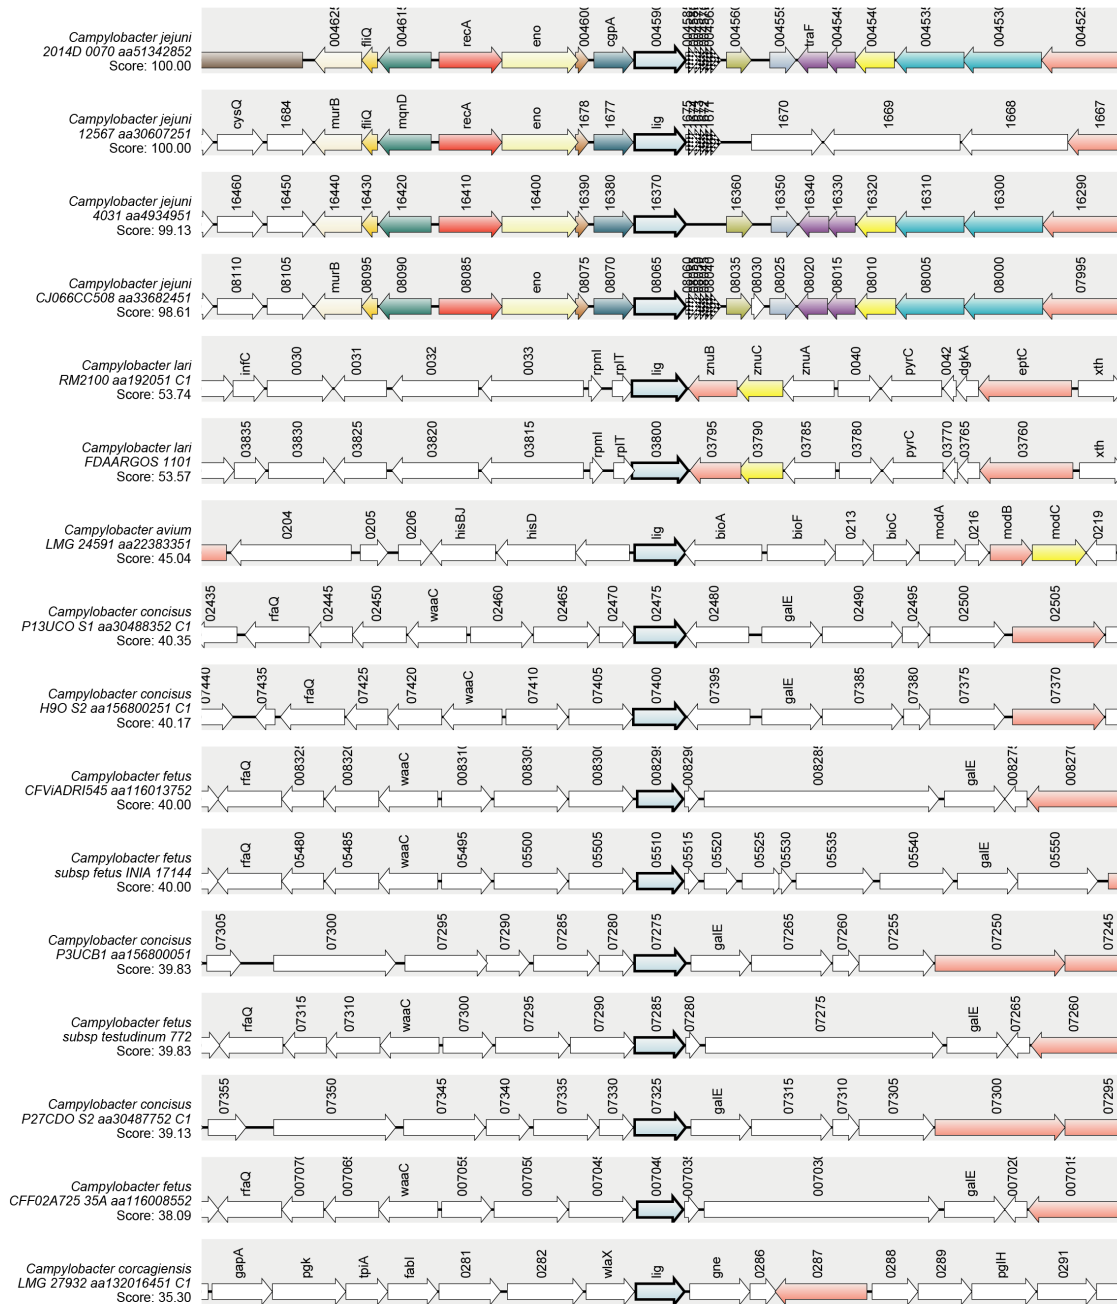 Campylobacter jejuni
2014D 0070 aa51342852
Score: 100.00
fliQ
recA
eno
cgpA
traF
Campylobacter jejuni
12567 aa30607251
Score: 100.00
cysQ
1684
murB
fliQ
mqnD
recA
eno
1678
1677
lig
1670
1669
1668
1667
Campylobacter jejuni
4031 aa4934951
Score: 99.13
16460
16450
16440
16430
16420
16410
16400
16390
16380
16370
16360
16350
16340
16330
16320
16310
16300
16290
Campylobacter jejuni
CJ066CC508 aa33682451
Score: 98.61
08110
08105
murB
08095
08090
08085
eno
08075
08070
08065
08060
08040
08035
08030
08025
08020
08015
08010
08005
08000
07995
Campylobacter lari
RM2100 aa192051 C1
Score: 53.74
infC
0030
0031
0032
0033
rpmI
rplT
lig
znuB
znuC
znuA
0040
pyrC
0042
dgkA
eptC
xth
Campylobacter lari
FDAARGOS 1101
Score: 53.57
03835
03830
03825
03820
03815
rpmI
rplT
03800
03795
03790
03785
03780
pyrC
03770
03765
03760
xth
Campylobacter avium
LMG 24591 aa22383351
Score: 45.04
0204
0205
0206
hisBJ
hisD
lig
bioA
bioF
0213
bioC
modA
0216
modB
modC
0219
Campylobacter concisus
P13UCO S1 aa30488352 C1
Score: 40.35
02435
rfaQ
02445
02450
waaC
02460
02465
02470
02475
02480
galE
02490
02495
02500
02505
Campylobacter concisus
H9O S2 aa156800251 C1
Score: 40.17
07440
07435
rfaQ
07425
07420
waaC
07410
07405
07400
07395
galE
07385
07380
07375
07370
Campylobacter fetus
CFViADRI545 aa116013752
Score: 40.00
rfaQ
waaC
galE
Campylobacter fetus
subsp fetus INIA 17144
Score: 40.00
rfaQ
05480
05485
waaC
05495
05500
05505
05510
05515
05520
05525
05530
05535
05540
galE
05550
Campylobacter concisus
P3UCB1 aa156800051
Score: 39.83
07305
07300
07295
07290
07285
07280
07275
galE
07265
07260
07255
07250
07245
Campylobacter fetus
subsp testudinum 772
Score: 39.83
rfaQ
07315
07310
waaC
07300
07295
07290
07285
07280
07275
galE
07265
07260
Campylobacter concisus
P27CDO S2 aa30487752 C1
Score: 39.13
07355
07350
07345
07340
07335
07330
07325
galE
07315
07310
07305
07300
07295
Campylobacter fetus
CFF02A725 35A aa116008552
Score: 38.09
rfaQ
waaC
galE
Campylobacter corcagiensis
LMG 27932 aa132016451 C1
Score: 35.30
gapA
pgk
tpiA
fabI
0281
0282
wlaX
lig
gne
0286
0287
0288
0289
pglH
0291